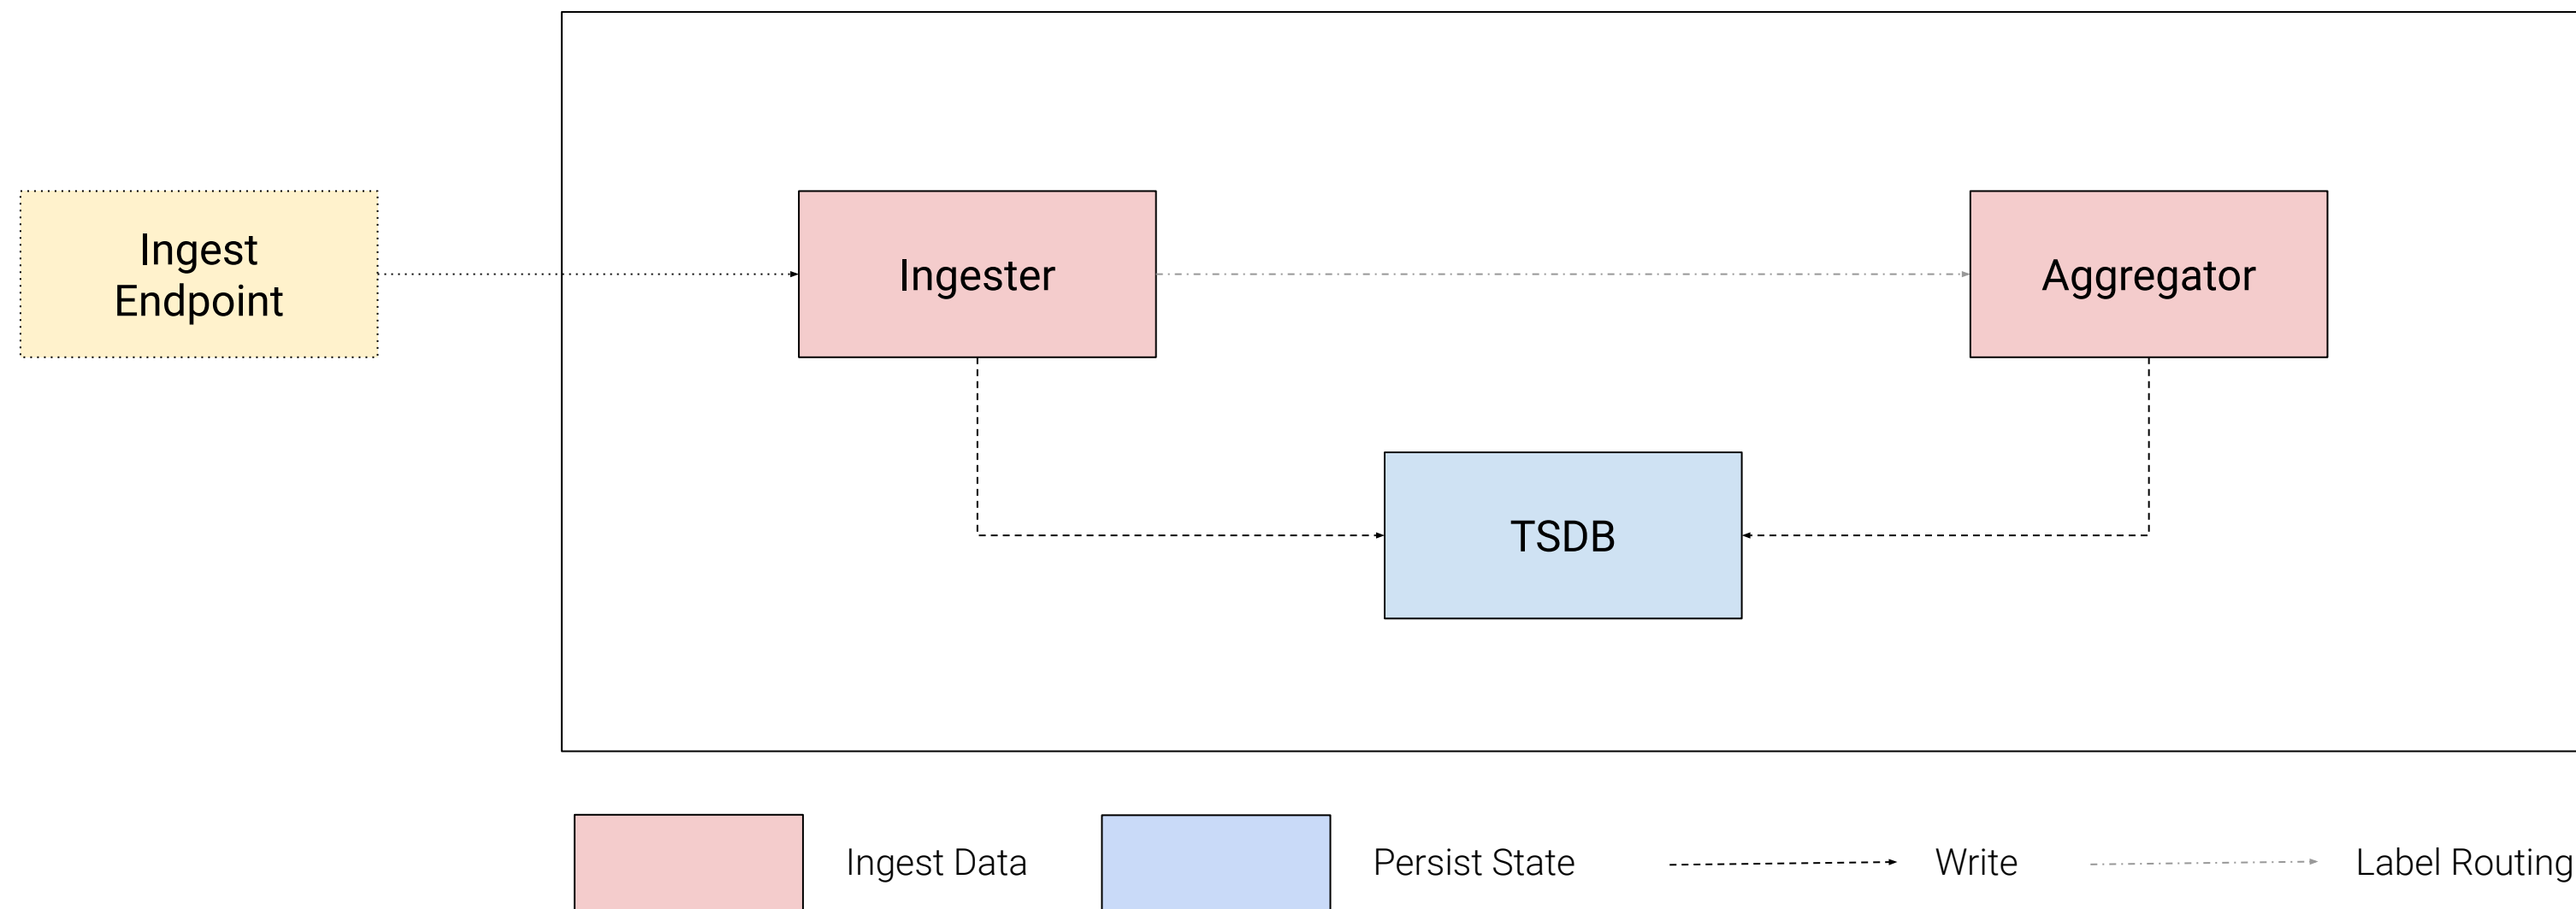 Ingest
Endpoint
Ingester
Aggregator
TSDB
Ingest Data
Persist State
Write
Label Routing